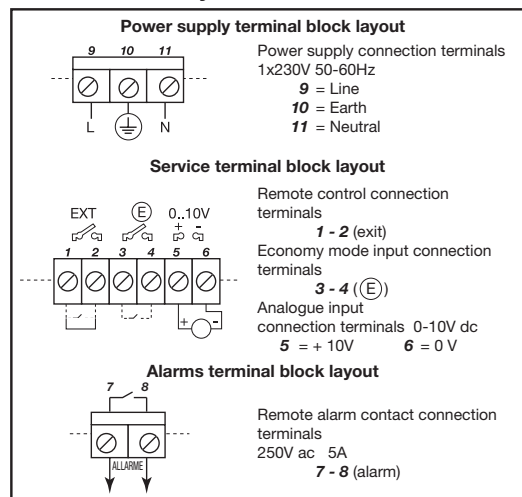 Power supply terminal block layout
9 10 11
L N
Power supply connection terminals
1x230V 50-60Hz
9 = Line
10 = Earth
11 = Neutral
Service terminal block layout
EXT E 0..10V
+ -
1 2 3 4 5 6
+ -
Remote control connection
terminals
1 - 2 (exit)
Economy mode input connection
terminals
3 - 4 (E)
Analogue input
connection terminals 0-10V dc
5 = + 10V 6 = 0 V
Alarms terminal block layout
7 8
ALLARME
Remote alarm contact connection
terminals
250V ac 5A
7 - 8 (alarm)